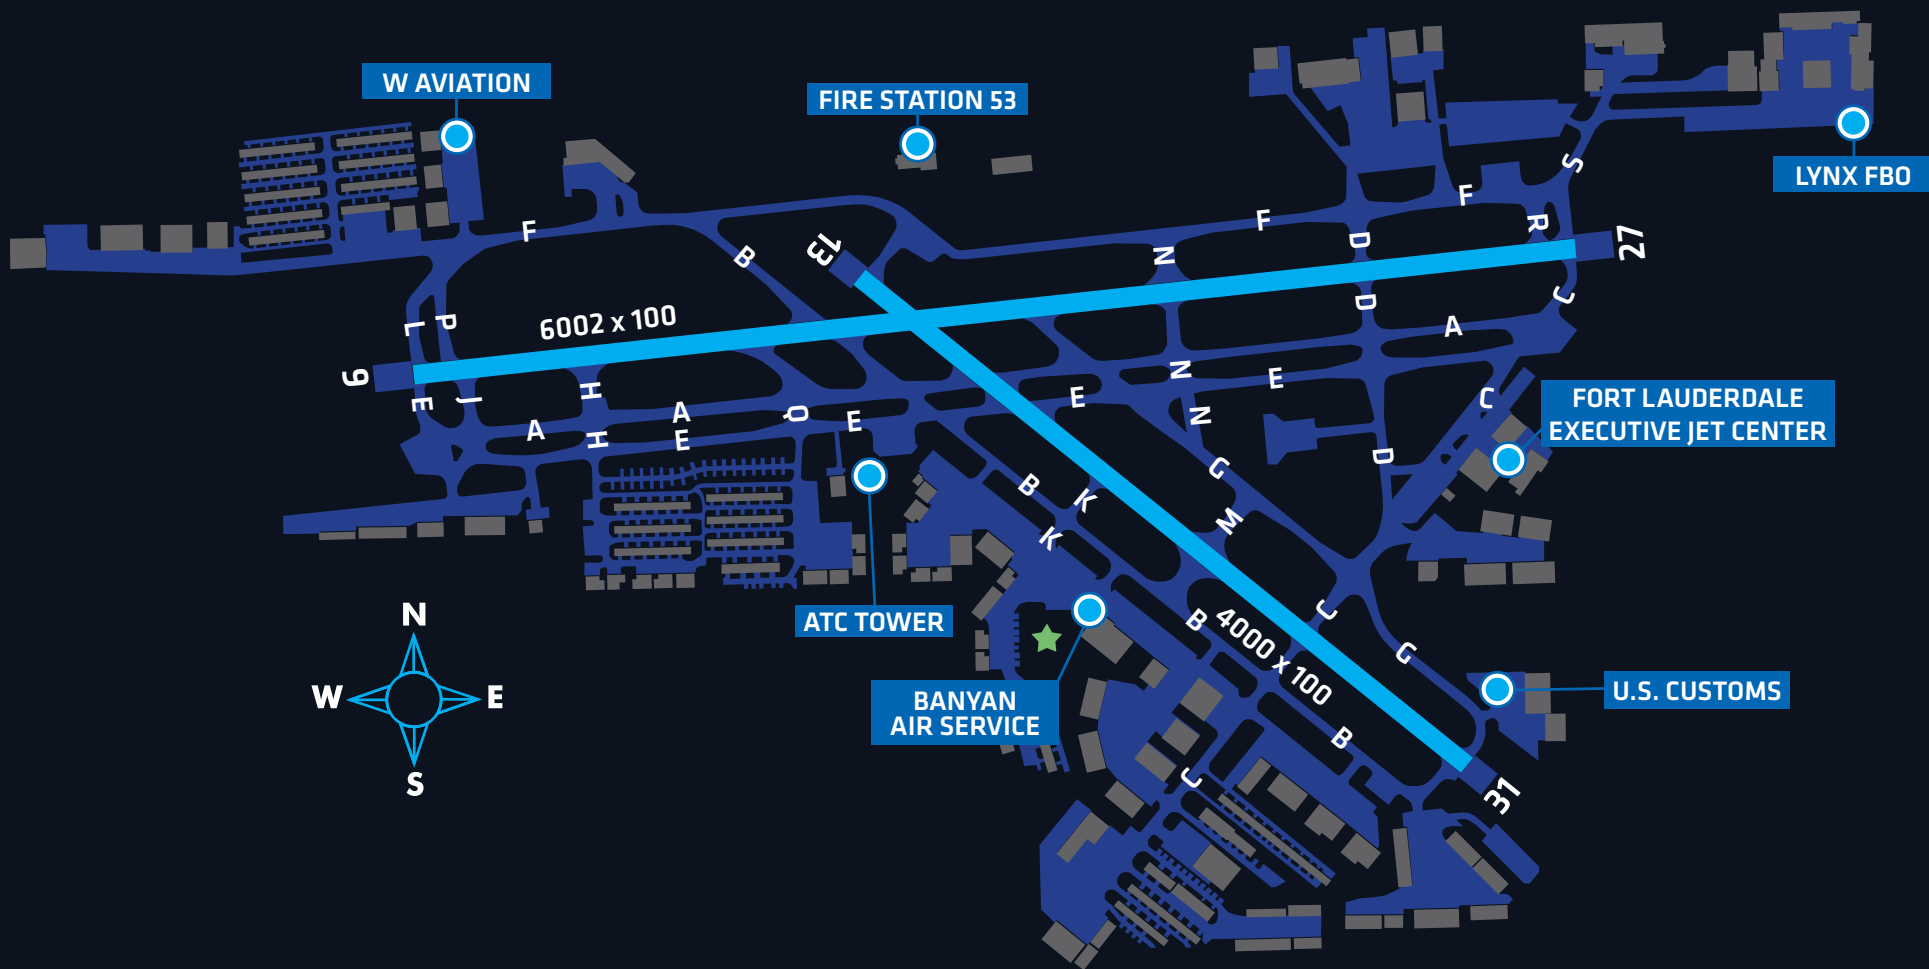 W AVIATION
FIRE STATION 53
LYNX FBO
S
F
F
F
R
B
13
N
D
27
D
J
L
P
6002 x 100
A
9
H
N
E
C
FORT LAUDERDALE
EXECUTIVE JET CENTER
E
J
A
Q
E
E
N
A
H
E
D
G
B
K
M
K
ATC TOWER
N
W
E
S
B
4000 x 100
C
G
BANYAN
AIR SERVICE
U.S. CUSTOMS
B
C
31